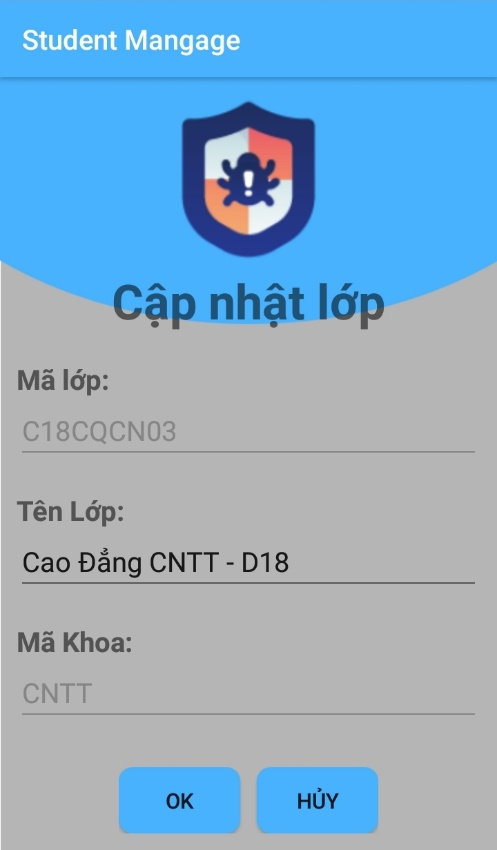 Student Mangage
Cập nhật lớp
Mã lớp:
C18CQCN03
Tên Lớp:
Cao Đẳng CNTT - D18
Mã Khoa:
CNTT
OK HỦY